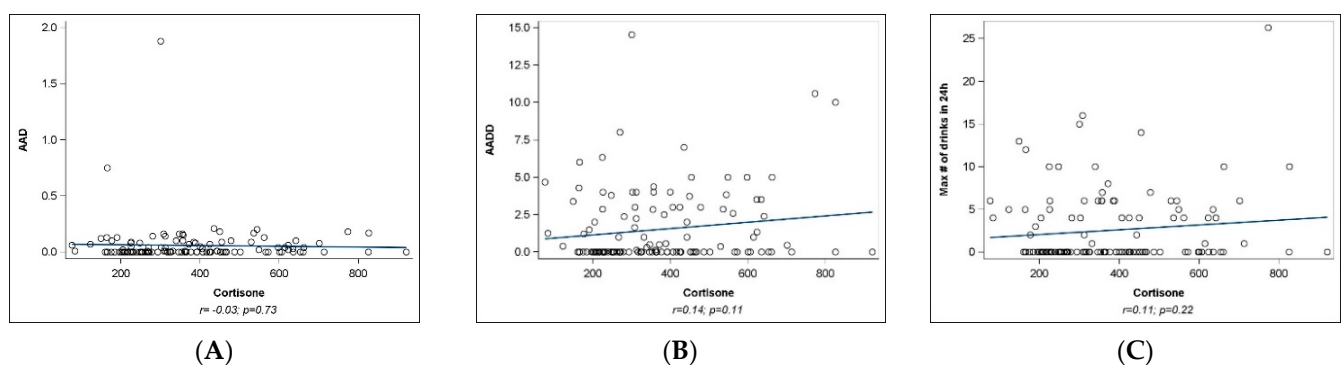 2.0
1.5
1.0
0.5
0.0
AAD
200 400 600 800
Cortisone
r= -0.03; p=0.73
(A)
15.0
12.5
10.0
7.5
5.0
2.5
0.0
AADD
200 400 600 800
Cortisone
r=0.14; p=0.11
(B)
25
20
15
10
5
0
Max # of drinks in 24h
200 400 600 800
Cortisone
r=0.11; p=0.22
(C)